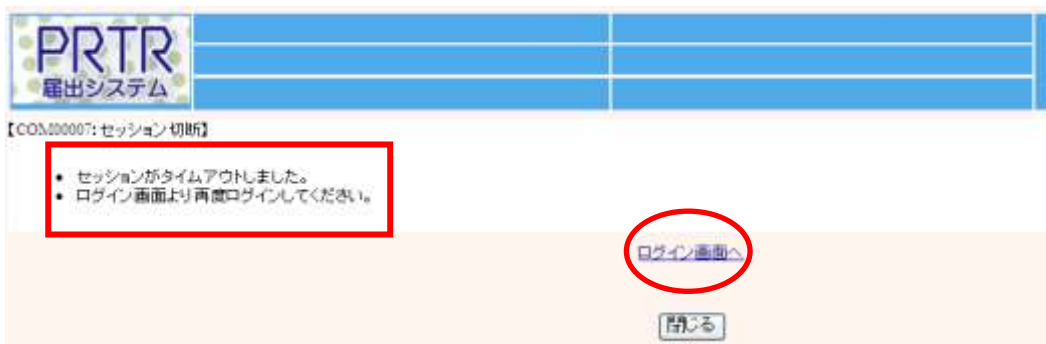 PRTR
届出システム
【COM00007:セッション切断】
• セッションがタイムアウトしました。
• ログイン画面より再度ログインしてください。
ログイン画面へ
閉じる